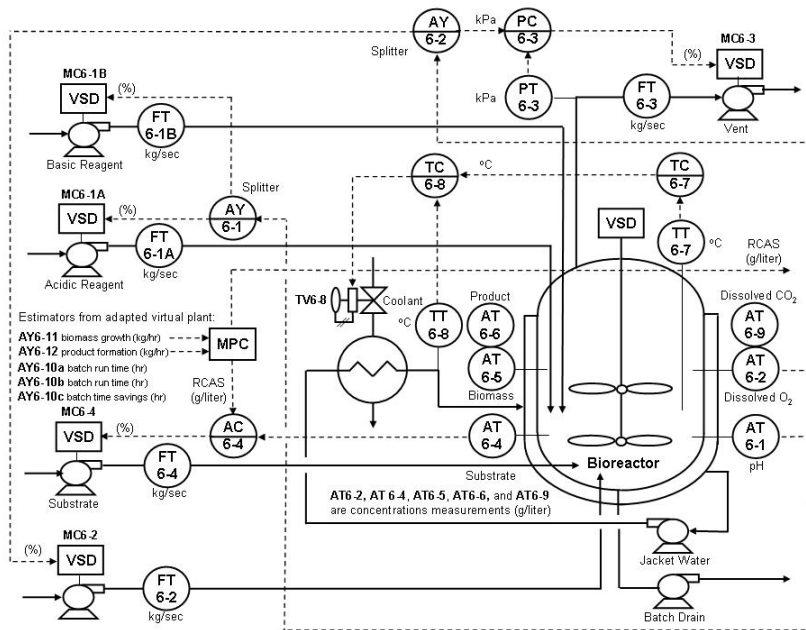 AY
6-2
Splitter
kPa
PC
6-3
MC6-3
(%)
VSD
MC6-1B
(%)
VSD
FT
6-1B
kg/sec
Basic Reagent
kPa
PT
6-3
FT
6-3
kg/sec
Vent
TC
6-8
ºC
TC
6-7
Splitter
MC6-1A
(%)
VSD
AY
6-1
FT
6-1A
kg/sec
Acidic Reagent
VSD
TT
6-7
ºC
RCAS
(g/liter)
TV6-8
Coolant
ºC
TT
6-8
Product
AT
6-6
AT
6-5
Biomass
Dissolved CO2
AT
6-9
AT
6-2
Dissolved O2
Estimators from adapted virtual plant:
AY6-11 biomass growth (kg/hr)
AY6-12 product formation (kg/hr)
AY6-10a batch run time (hr)
AY6-10b batch run time (hr)
AY6-10c batch time savings (hr)
MPC
RCAS
(g/liter)
MC6-4
(%)
VSD
AC
6-4
AT
6-4
Substrate
AT
6-1
pH
FT
6-4
kg/sec
Substrate
Bioreactor
AT6-2, AT 6-4, AT6-5, AT6-6, and AT6-9
are concentrations measurements (g/liter)
MC6-2
(%)
VSD
FT
6-2
kg/sec
Jacket Water
Batch Drain